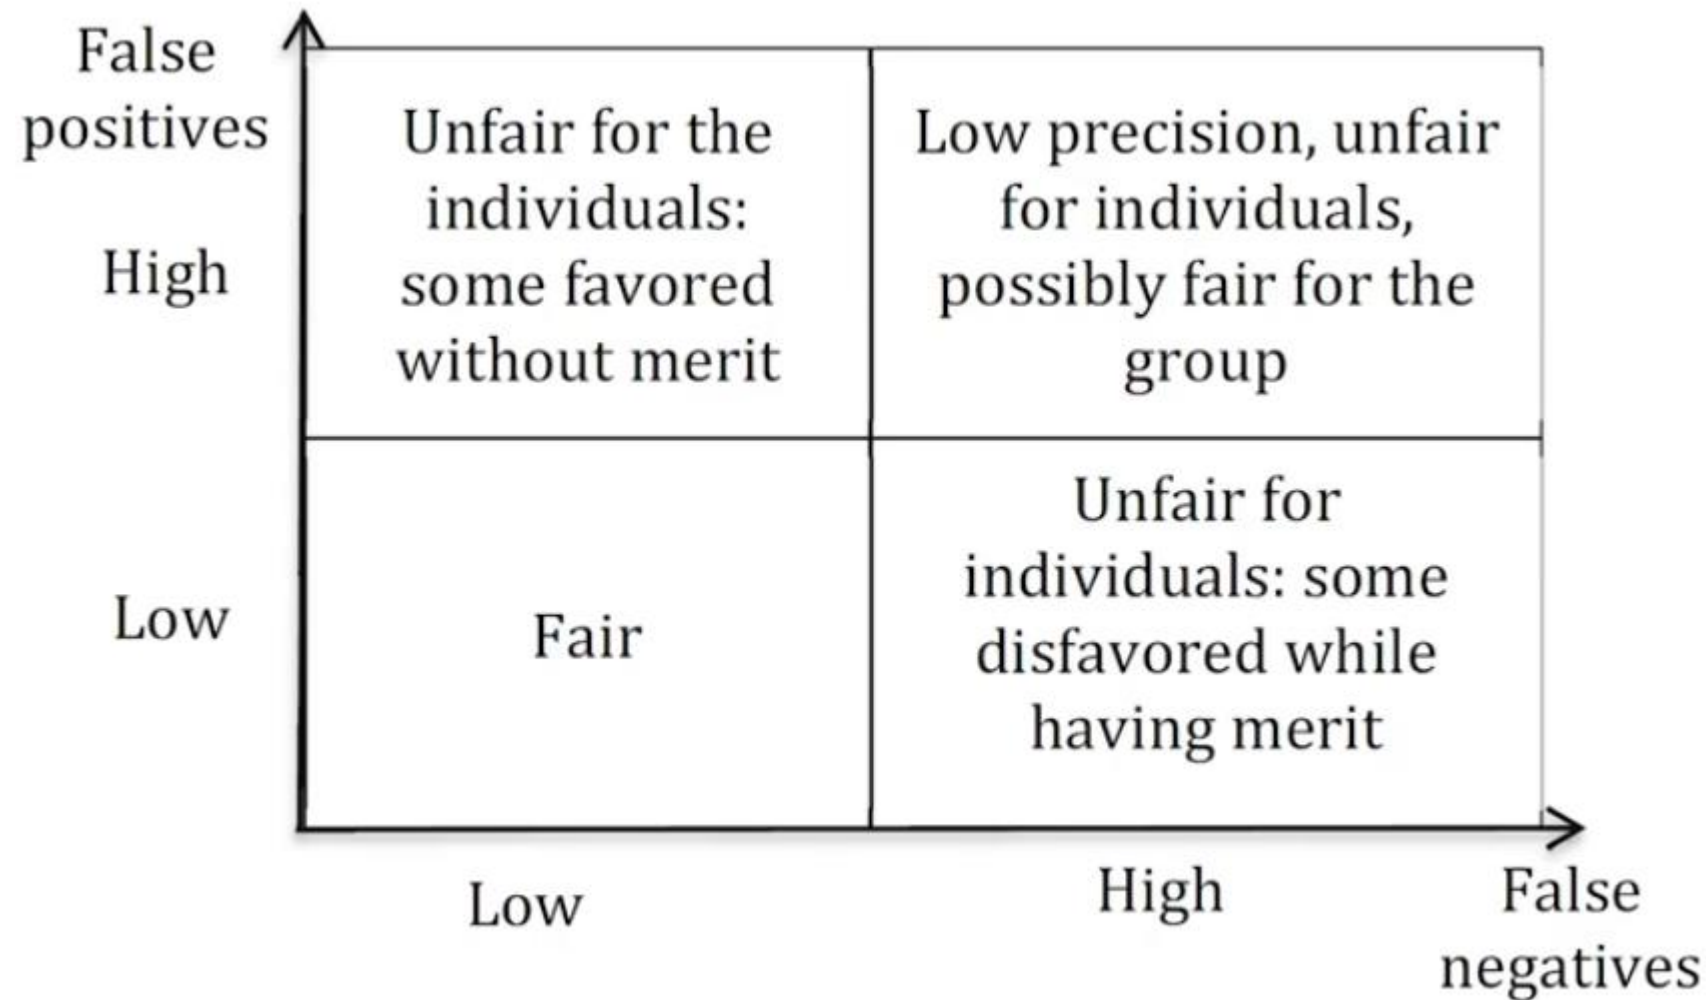 False
positives
High
Low
Unfair for the
individuals:
some favored
without merit
Low precision, unfair
for individuals,
possibly fair for the
group
Fair
Unfair for
individuals: some
disfavored while
having merit
Low
High
False
negatives